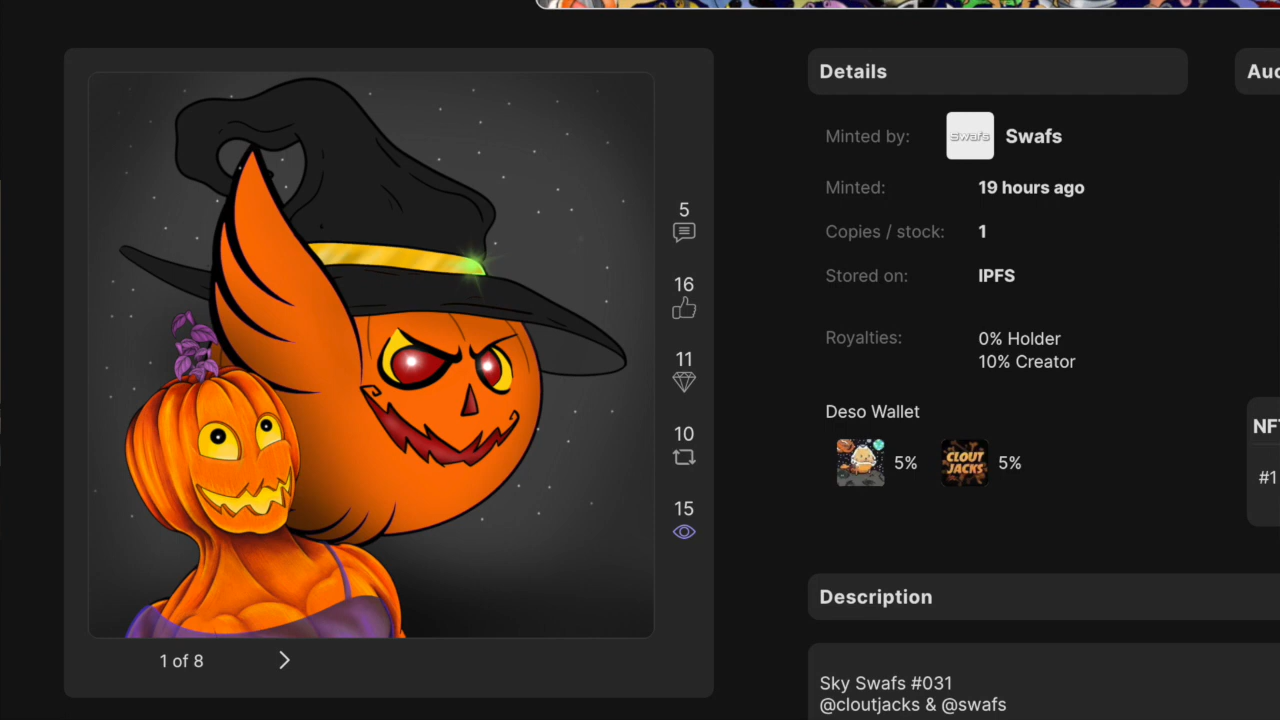 Details
Auc
Minted by:
Swafs
Swafs
Minted:
19 hours ago
Copies / stock:
1
Stored on:
IPFS
Royalties:
0% Holder
10% Creator
Deso Wallet
5%
CLOUT
JACKS
5%
5
16
11
10
15
1 of 8
NF
#1
Description
Sky Swafs #031
@cloutjacks & @swafs